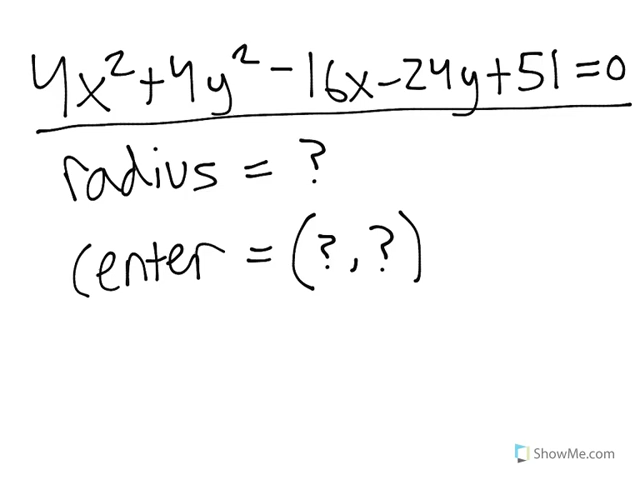 4x²+4y²-16x-24y+51=0
radius = ?
center = (?,?)
ShowMe.com